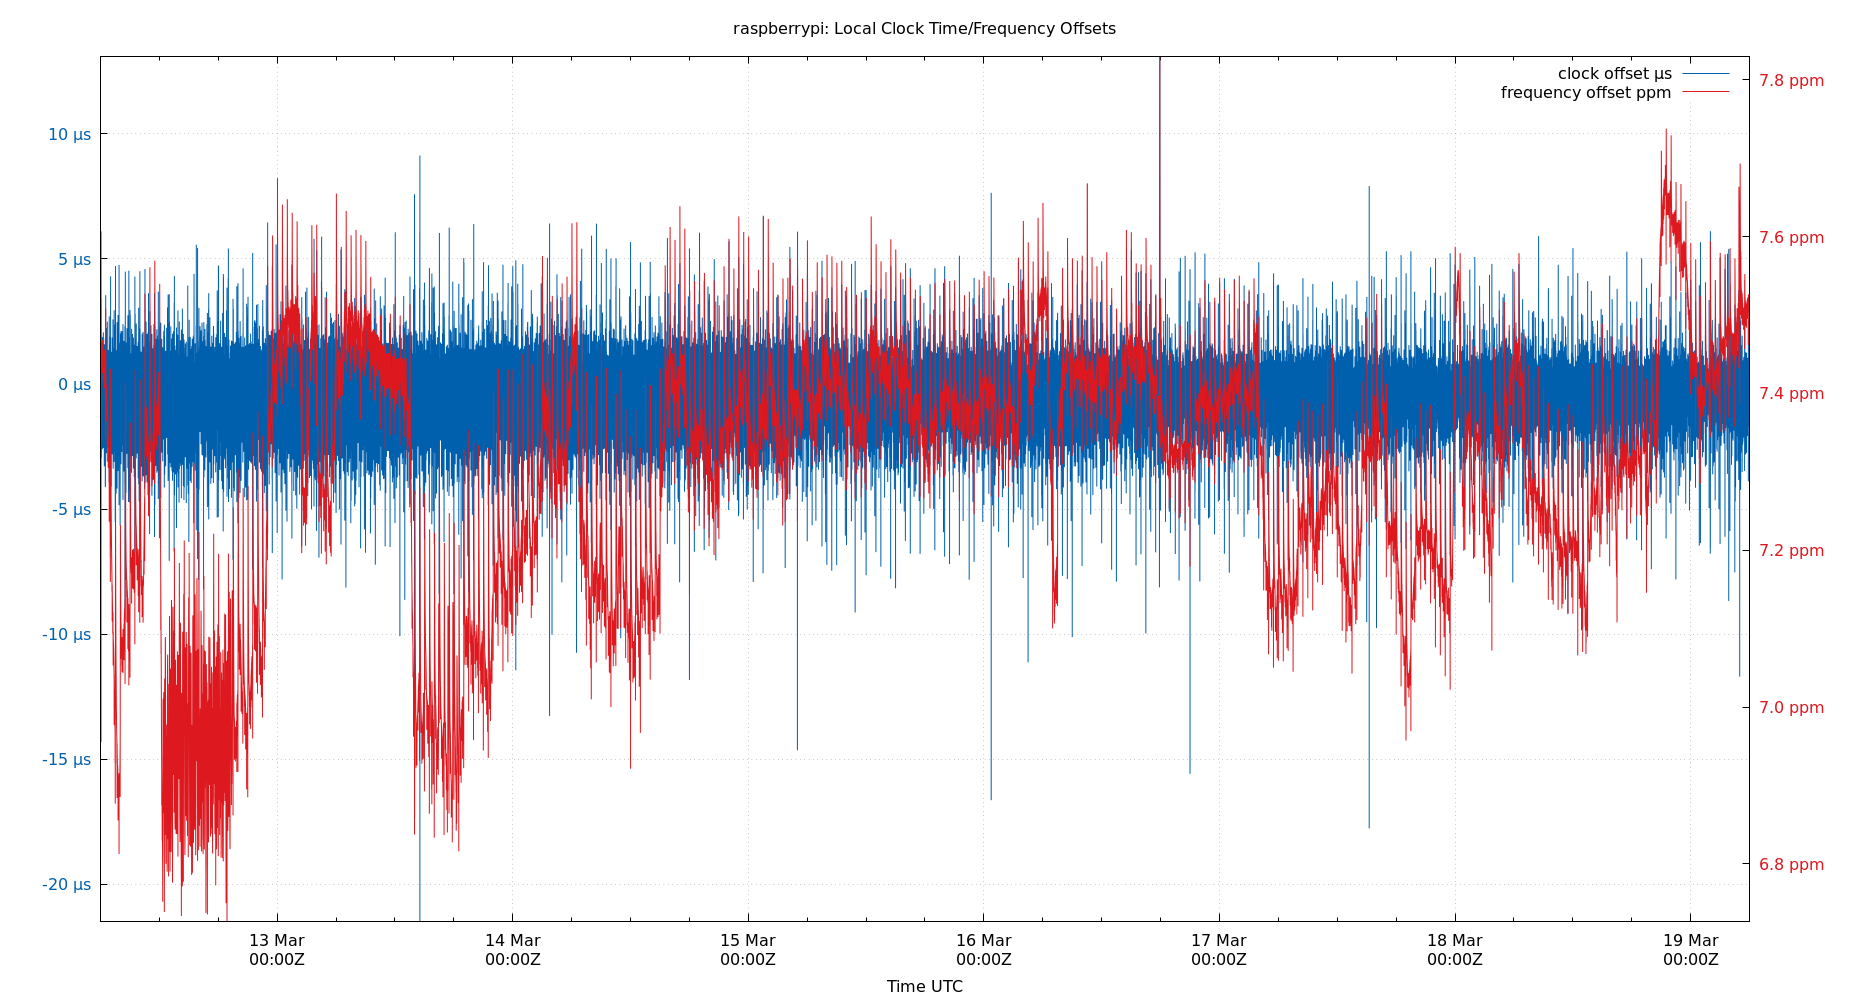 raspberrypi: Local Clock Time/Frequency Offsets
clock offset µs
frequency offset ppm
10 µs
5 µs
0 µs
-5 µs
-10 µs
-15 µs
-20 µs
7.8 ppm
7.6 ppm
7.4 ppm
7.2 ppm
7.0 ppm
6.8 ppm
13 Mar
00:00Z
14 Mar
00:00Z
15 Mar
00:00Z
16 Mar
00:00Z
17 Mar
00:00Z
18 Mar
00:00Z
19 Mar
00:00Z
Time UTC